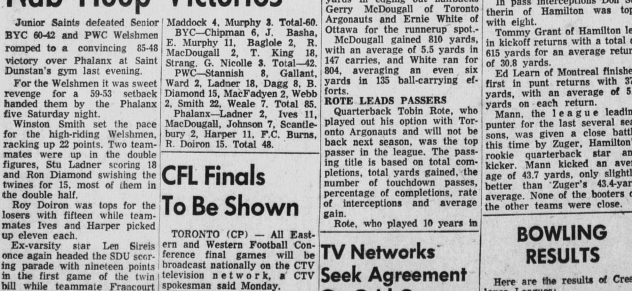 Nab Hoop Victories
Junior Saints defeated Senior
BYC 60-42 and PWC Welshmen
romped to a convincing 85-48
victory over Phalanx at Saint
Dunstan's gym last evening.
For the Welshmen it was sweet
revenge for a 59-53 setback
handed them by the Phalanx
five Saturday night.
Winston Smith set the pace
for the high-riding Welshmen,
racking up 22 points. Two team-
mates were up in the double
figures, Stu Ladner scoring 18
and Ron Diamond swishing the
twines for 15, most of them in
the double half.
Roy Doiron was tops for the
losers with fifteen while team-
mates Ives and Harper picked
up eleven each.
Ex-varsity star Len Sireis
once again headed the SDU scor-
ing parade with nineteen points
in the first game of the twin
bill while teammate Francourt
Maddock 4, Murphy 3. Total-60.
BYC—Chipman 6, J. Basha,
E. Murphy 11, Baglole 2, R.
MacDougall 2, T. King 18,
Strang. G. Nicolle 3. Total—42.
PWC—Stannish 8, Gallant,
Ward 2, Ladner 18, Dagg 8, B.
Diamond 15, MacFadyen 2, Webb
2, Smith 22, Weale 7. Total 85.
Phalanx—Ladner 2, Ives 11,
MacDougall, Johnson 7, Scantle-
bury 2, Harper 11, F.C. Burns,
R. Doiron 15. Total 48.
CFL Finals
To Be Shown
TORONTO (CP) — All East-
ern and Western Football Con-
ference final games will be
broadcast nationally on the CTV
television network, a CTV
spokesman said Monday.
Gerry McDougall of Toronto
Argonauts and Ernie White of
Ottawa for the runnerup spot.
McDougall gained 810 yards,
with an average of 5.5 yards in
147 carries, and White ran for
804, averaging an even six
yards in 135 ball-carrying ef-
forts.
ROTE LEADS PASSERS
Quarterback Tobin Rote, who
played out his option with Tor-
onto Argonauts and will not be
back next season, was the top
passer in the league. The pass-
ing title is based on total com-
pletions, total yards gained, the
number of touchdown passes,
percentage of completions, rate
of interceptions and average
gain.
Rote, who played 10 years in
TV Networks
Seek Agreement
In pass interceptions Don S
therin of Hamilton was top
with eight.
Tommy Grant of Hamilton le
in kickoff returns with a total
615 yards for an average return
of 30.8 yards.
Ed Learn of Montreal finishe
first in punt returns with 37
yards, with an average of 5
yards on each return.
Mann, the league leading
punter for the last several sea
sons, was given a close battl
this time by Zuger, Hamilton'
rookie quarterback star an
kicker. Mann kicked an aver
age of 43.7 yards, only slightl
better than Zuger's 43.4-yar
average. None of the booters o
the other teams were close.
BOWLING
RESULTS
Here are the results of Cres